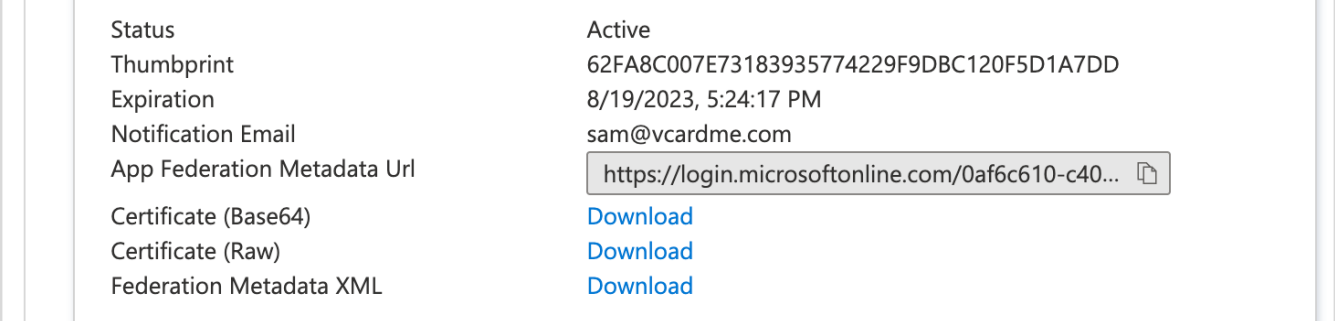 Status Active
Thumbprint 62FA8C007E73183935774229F9DBC120F5D1A7DD
Expiration 8/19/2023, 5:24:17 PM
Notification Email sam@vcardme.com
App Federation Metadata Url https://login.microsoftonline.com/0af6c610-c40...
Certificate (Base64) Download
Certificate (Raw) Download
Federation Metadata XML Download